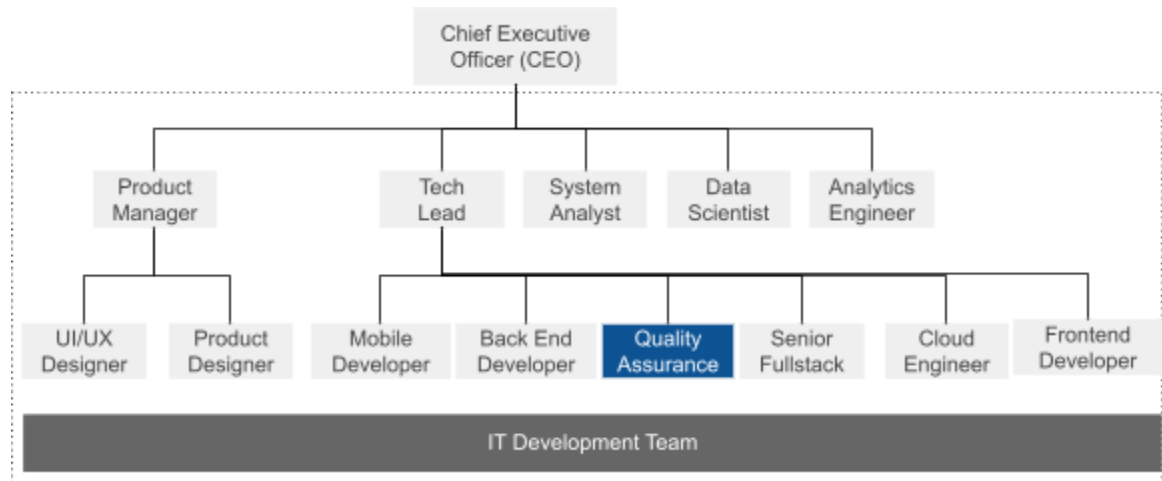 Chief Executive
Officer (CEO)
Product
Manager
Tech
Lead
System
Analyst
Data
Scientist
Analytics
Engineer
UI/UX
Designer
Product
Designer
Mobile
Developer
Back End
Developer
Quality
Assurance
Senior
Fullstack
Cloud
Engineer
Frontend
Developer
IT Development Team